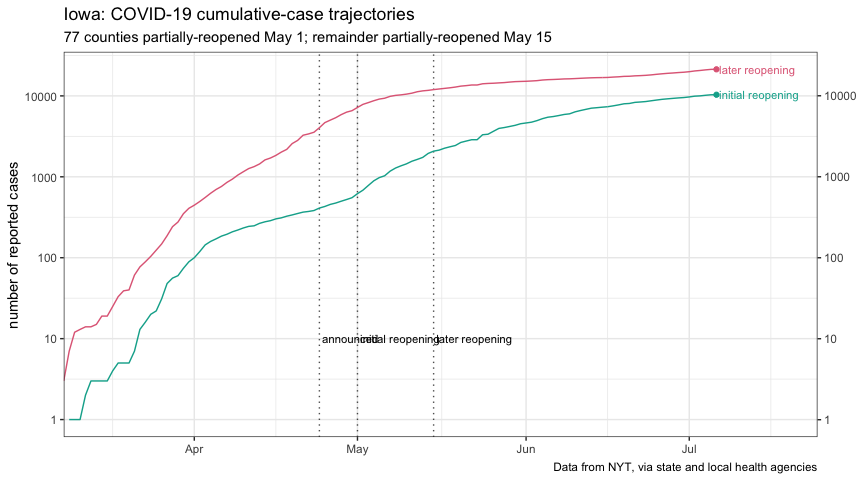 Iowa: COVID-19 cumulative-case trajectories
77 counties partially-reopened May 1; remainder partially-reopened May 15
number of reported cases
later reopening
initial reopening
10000
10000
1000
1000
100
100
announced
initial reopening
later reopening
10
10
1
1
Apr
May
Jun
Jul
Data from NYT, via state and local health agencies